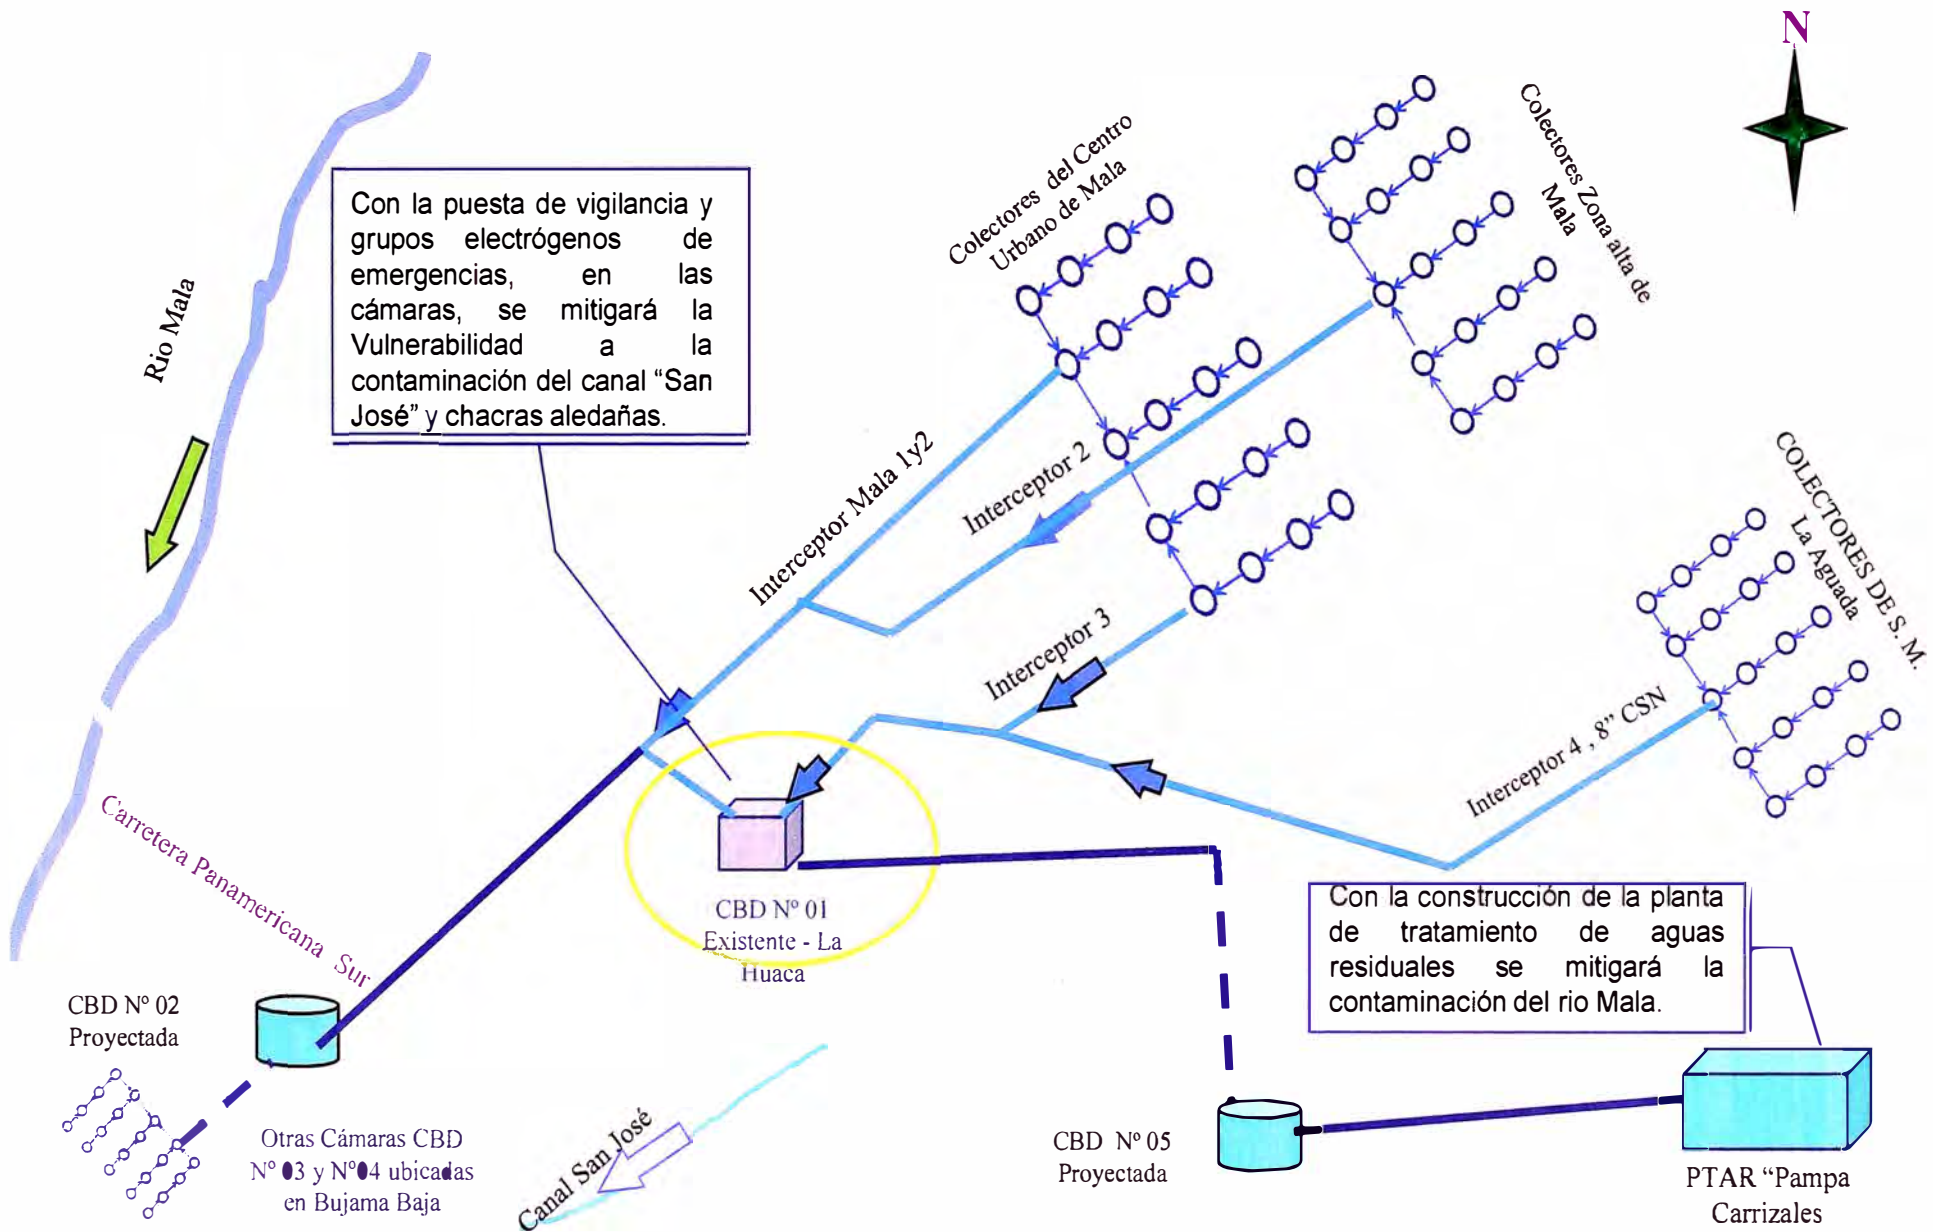 N
Con la puesta de vigilancia y
grupos electrógenos de
emergencias, en las
cámaras, se mitigará la
Vulnerabilidad a la
contaminación del canal “San
José” y chacras aledañas.
Rio Mala
Colectores del Centro
Urbano de Mala
Colectores Zona alta de
Mala
Interceptor Mala 1y2
Interceptor 2
Interceptor 3
COLECTORES DE S. M.
La Aguada
Interceptor 4 , 8” CSN
Carretera Panamericana Sur
CBD Nº 01
Existente - La
Huaca
Con la construcción de la planta
de tratamiento de aguas
residuales se mitigará la
contaminación del rio Mala.
CBD Nº 02
Proyectada
Otras Cámaras CBD
Nº 03 y Nº04 ubicadas
en Bujama Baja
Canal San José
CBD Nº 05
Proyectada
PTAR “Pampa
Carrizales